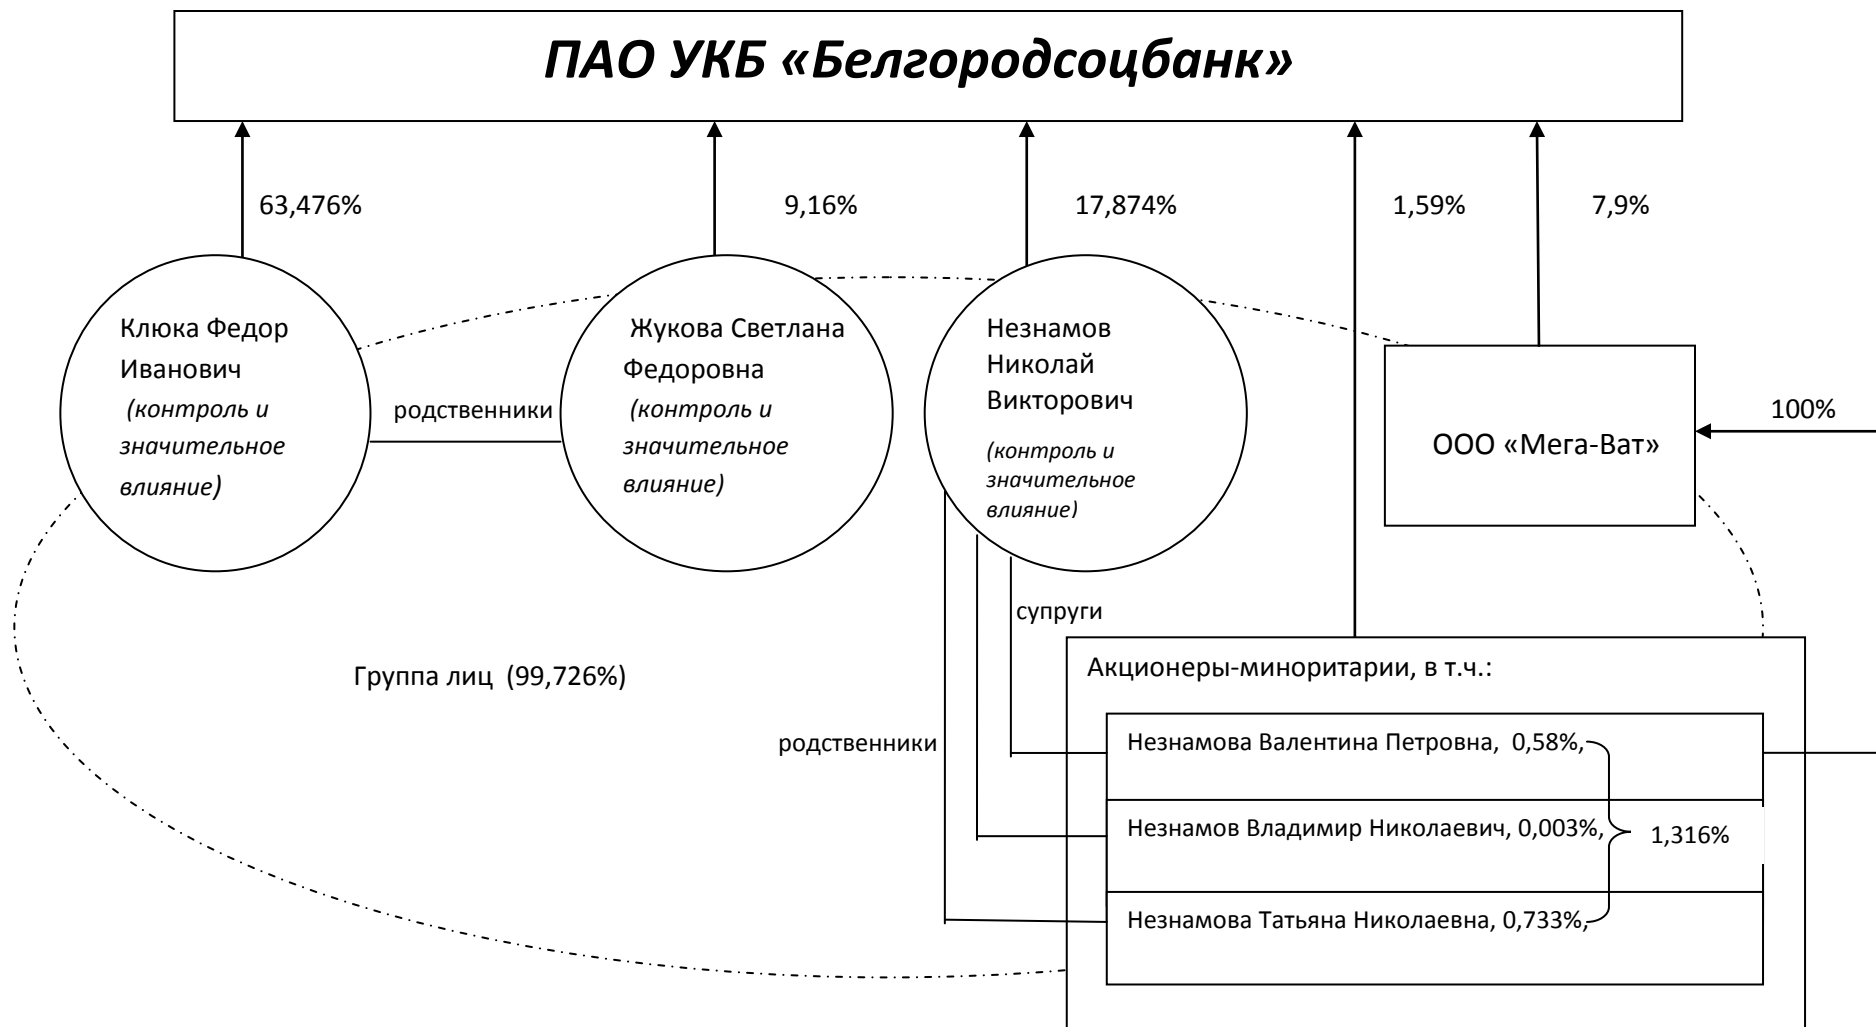 ПАО УКБ «Белгородсоцбанк»
63,476%
9,16%
17,874%
1,59%
7,9%
Клюка Федор
Иванович
(контроль и
значительное
влияние)
родственники
Жукова Светлана
Федоровна
(контроль и
значительное
влияние)
Незнамов
Николай
Викторович
(контроль и
значительное
влияние)
ООО «Мега-Ват»
100%
супруги
Группа лиц (99,726%)
родственники
Акционеры-миноритарии, в т.ч.:
Незнамова Валентина Петровна, 0,58%,
Незнамов Владимир Николаевич, 0,003%,
1,316%
Незнамова Татьяна Николаевна, 0,733%,